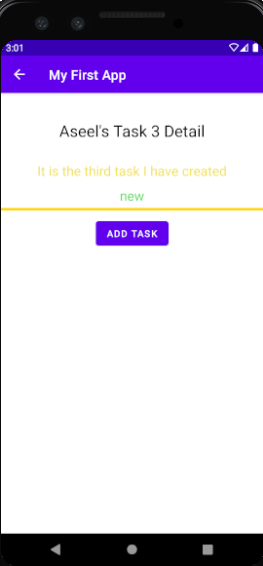 3:01
My First App
Aseel's Task 3 Detail
It is the third task I have created
new
ADD TASK